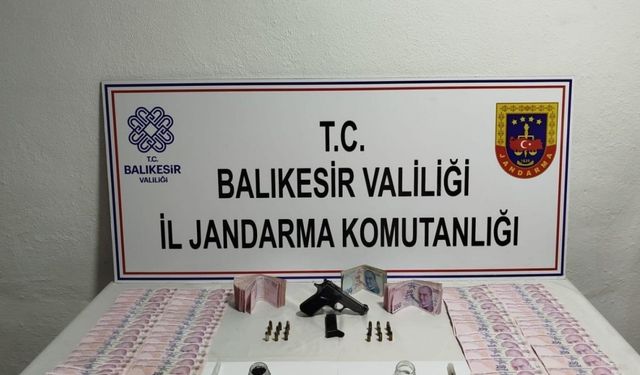 T.C.
BALIKESİR
VALİLİĞİ
T.C.
BALIKESİR VALİLİĞİ
İL JANDARMA KOMUTANLIĞI
JANDARMA